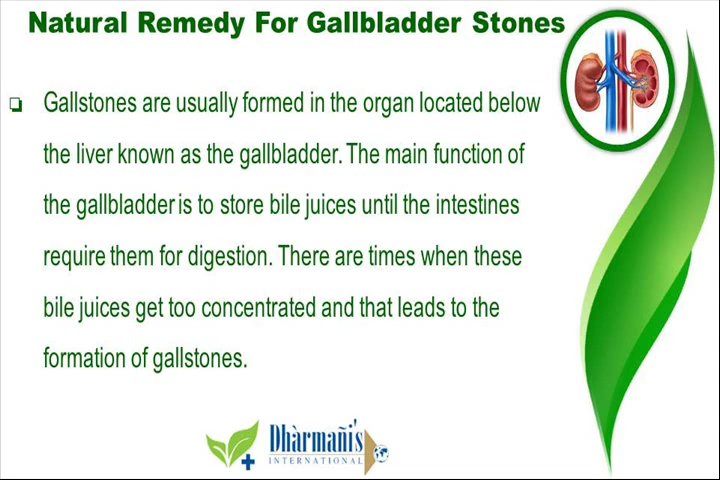 Natural Remedy For Gallbladder Stones
Gallstones are usually formed in the organ located below
the liver known as the gallbladder. The main function of
the gallbladder is to store bile juices until the intestines
require them for digestion. There are times when these
bile juices get too concentrated and that leads to the
formation of gallstones.
Dhàrmañi's
INTERNATIONAL